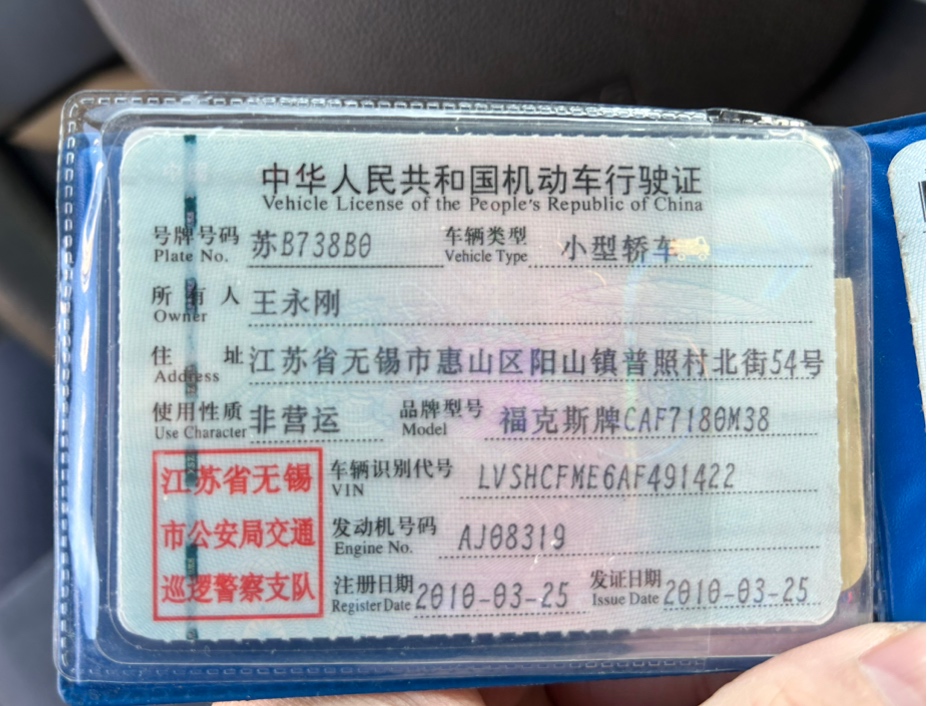 中华人民共和国机动车行驶证
Vehicle License of the People's Republic of China
号牌号码 苏B738B0 车辆类型 小型轿车
Plate No. Vehicle Type
所有人 王永刚
Owner
住址 江苏省无锡市惠山区阳山镇普照村北街54号
Address
使用性质 非营运 品牌型号 福克斯牌CAF7180M38
Use Character Model
江苏省无锡
市公安局交通
巡逻警察支队
车辆识别代号 LVSHCFME6AF491422
VIN
发动机号码 AJ08319
Engine No.
注册日期 2010-03-25 发证日期 2010-03-25
Register Date Issue Date